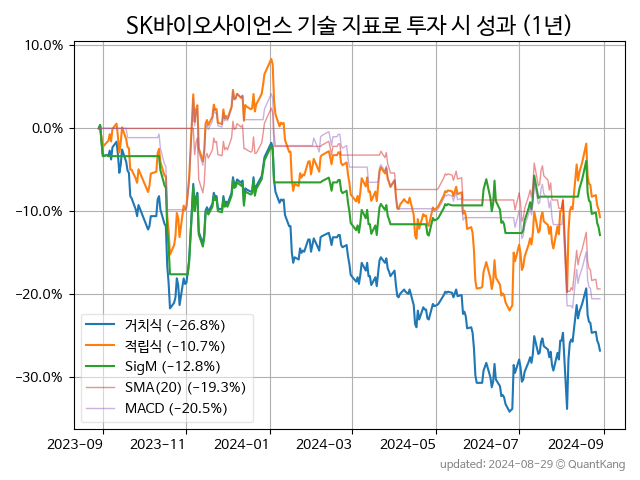 SK바이오사이언스 기술 지표로 투자 시 성과 (1년)
10.0%
0.0%
−10.0%
−20.0%
−30.0%
거치식 (−26.8%)
적립식 (−10.7%)
SigM (−12.8%)
SMA(20) (−19.3%)
MACD (−20.5%)
2023-09 2023-11 2024-01 2024-03 2024-05 2024-07 2024-09
updated: 2024-08-29 © QuantKang